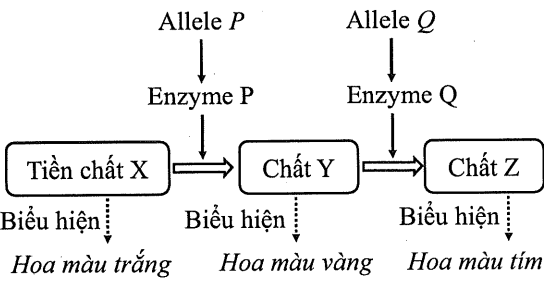 Allele P Allele Q
Enzyme P Enzyme Q
Tiền chất X Chất Y Chất Z
Biểu hiện Biểu hiện Biểu hiện
Hoa màu trắng Hoa màu vàng Hoa màu tím